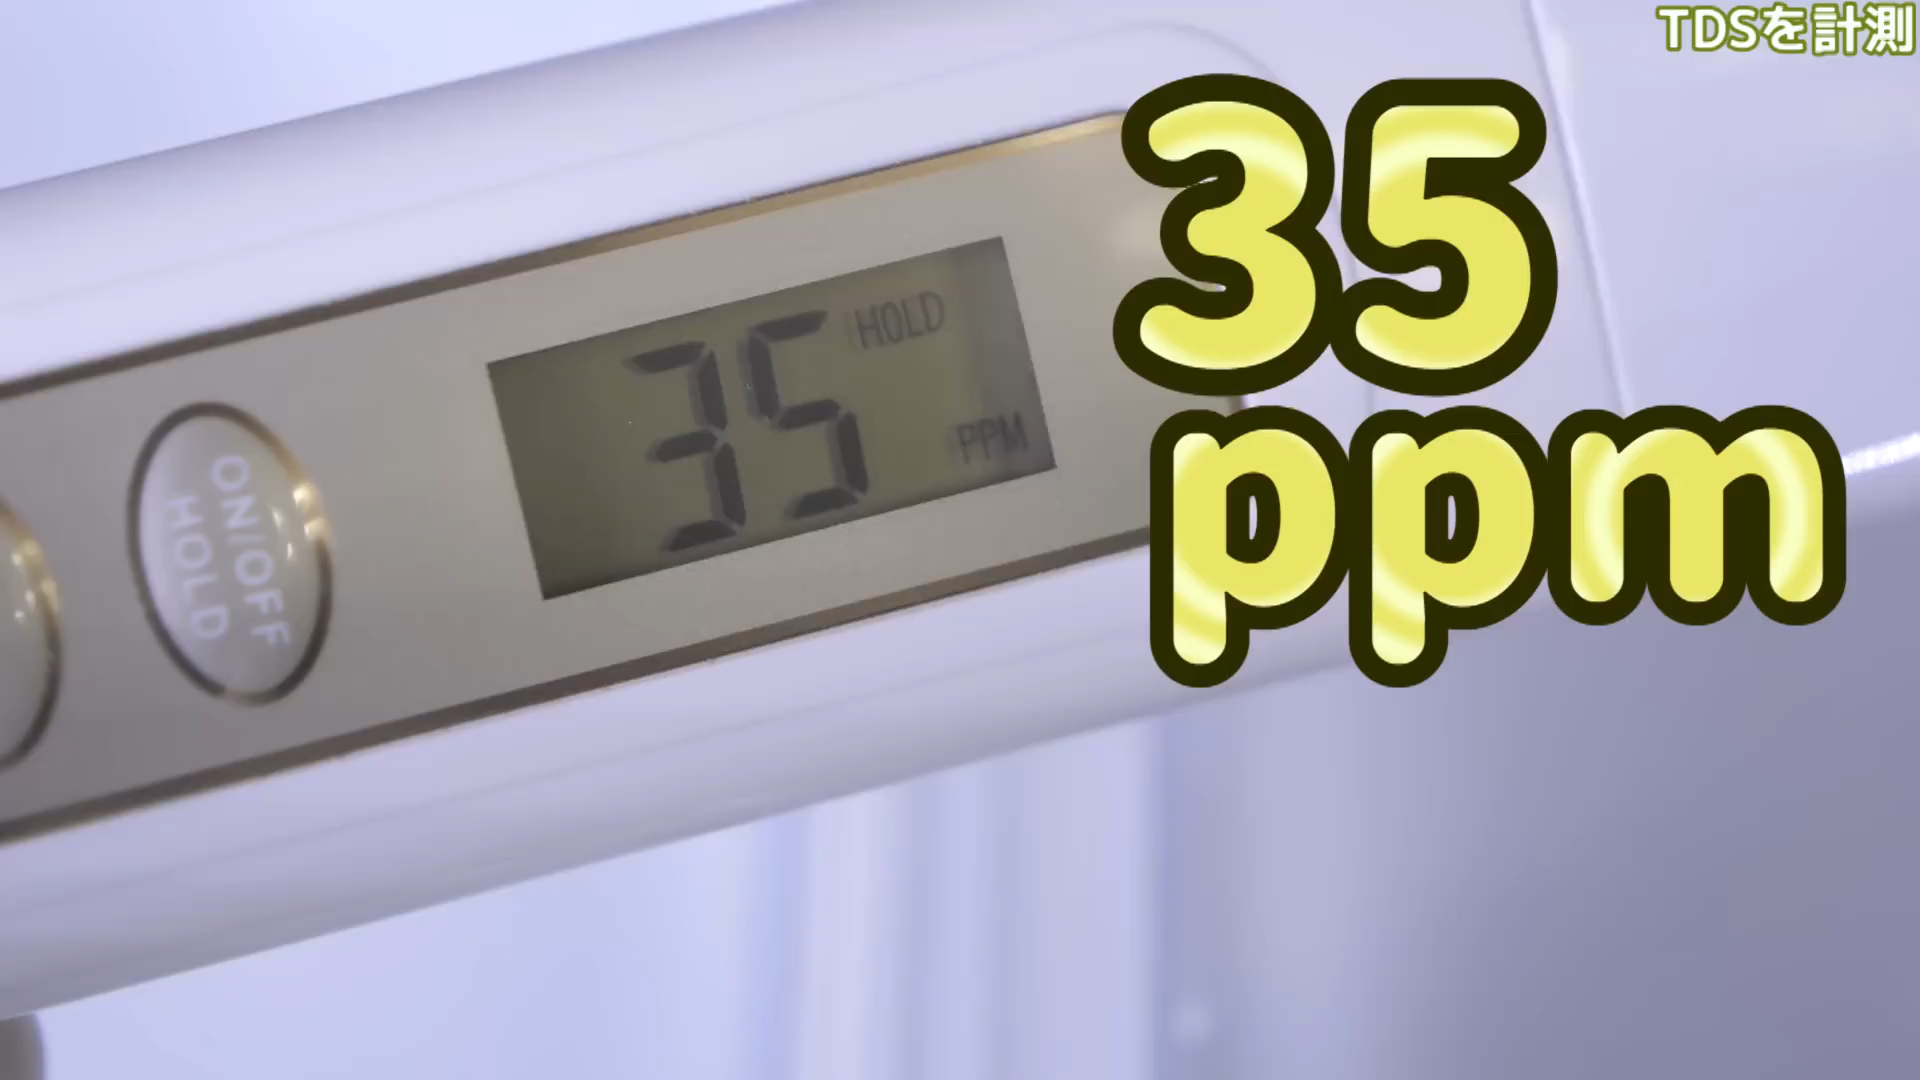 TDSを計測
35
ppm
35
HOLD
PPM
ON/OFF
HOLD